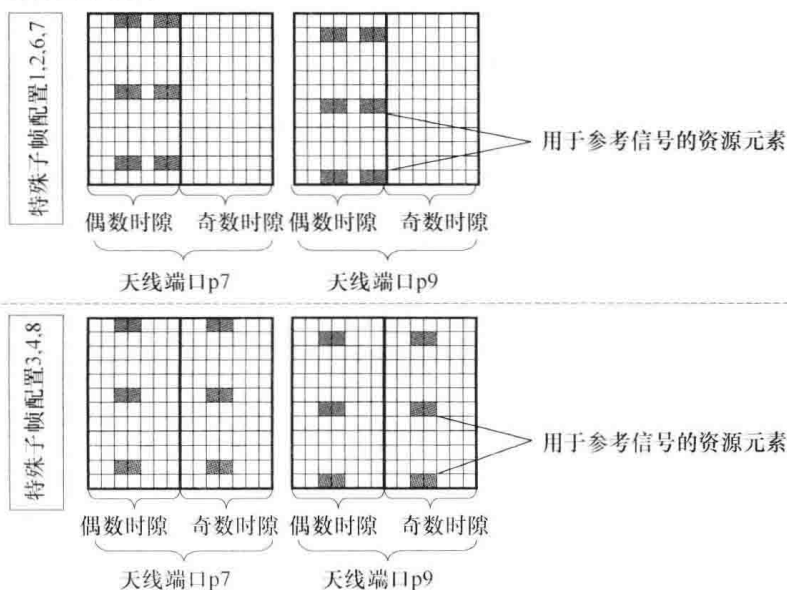 特殊子帧配置1,2,6,7
用于参考信号的资源元素
偶数时隙 奇数时隙 偶数时隙 奇数时隙
天线端口p7 天线端口p9
特殊子帧配置3,4,8
用于参考信号的资源元素
偶数时隙 奇数时隙 偶数时隙 奇数时隙
天线端口p7 天线端口p9